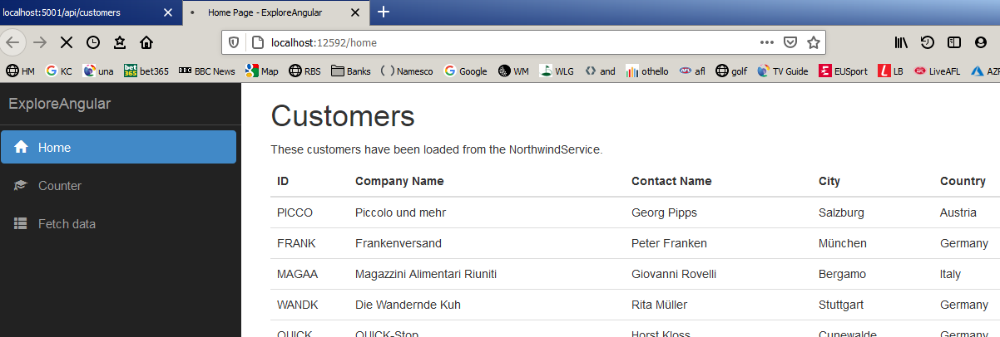 localhost:5001/api/customers
Home Page - ExploreAngular
localhost:12592/home
HM KC una bet365 BBC News Map RBS Banks Namesco Google WM WLG and othello afl golf TV Guide EUSport LB LiveAFL AZF
ExploreAngular
Home
Counter
Fetch data
Customers
These customers have been loaded from the NorthwindService.
ID Company Name Contact Name City Country
PICCO Piccolo und mehr Georg Pipps Salzburg Austria
FRANK Frankenversand Peter Franken München Germany
MAGAA Magazzini Alimentari Riuniti Giovanni Rovelli Bergamo Italy
WANDK Die Wandernde Kuh Rita Müller Stuttgart Germany
QUICK QUICK-Stop Horst Kloss Cunewalde Germany